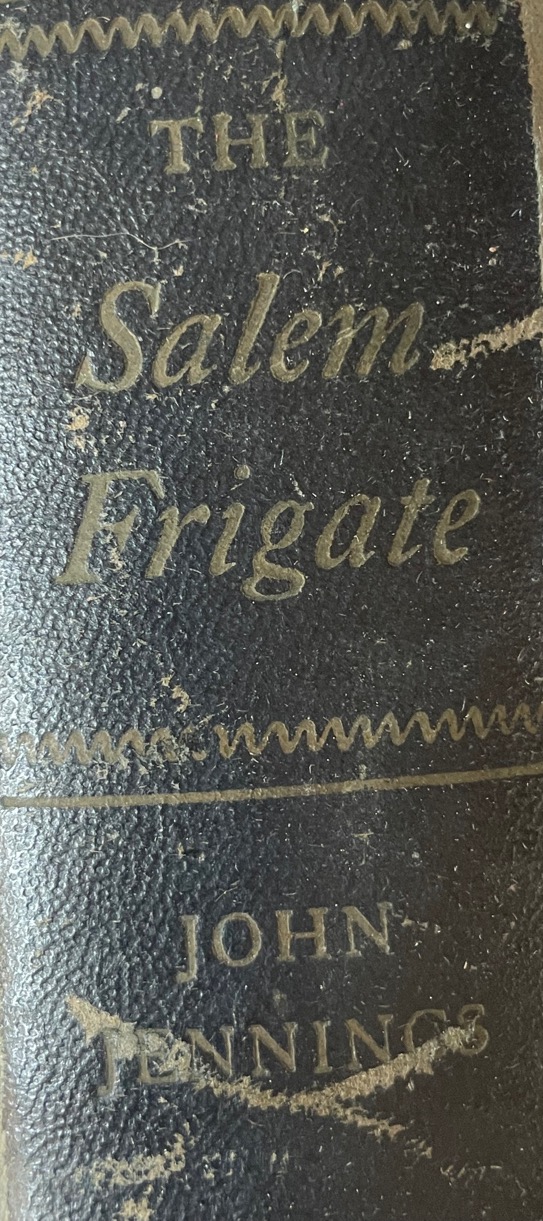 THE
Salem
Frigate
JOHN
JENNINGS